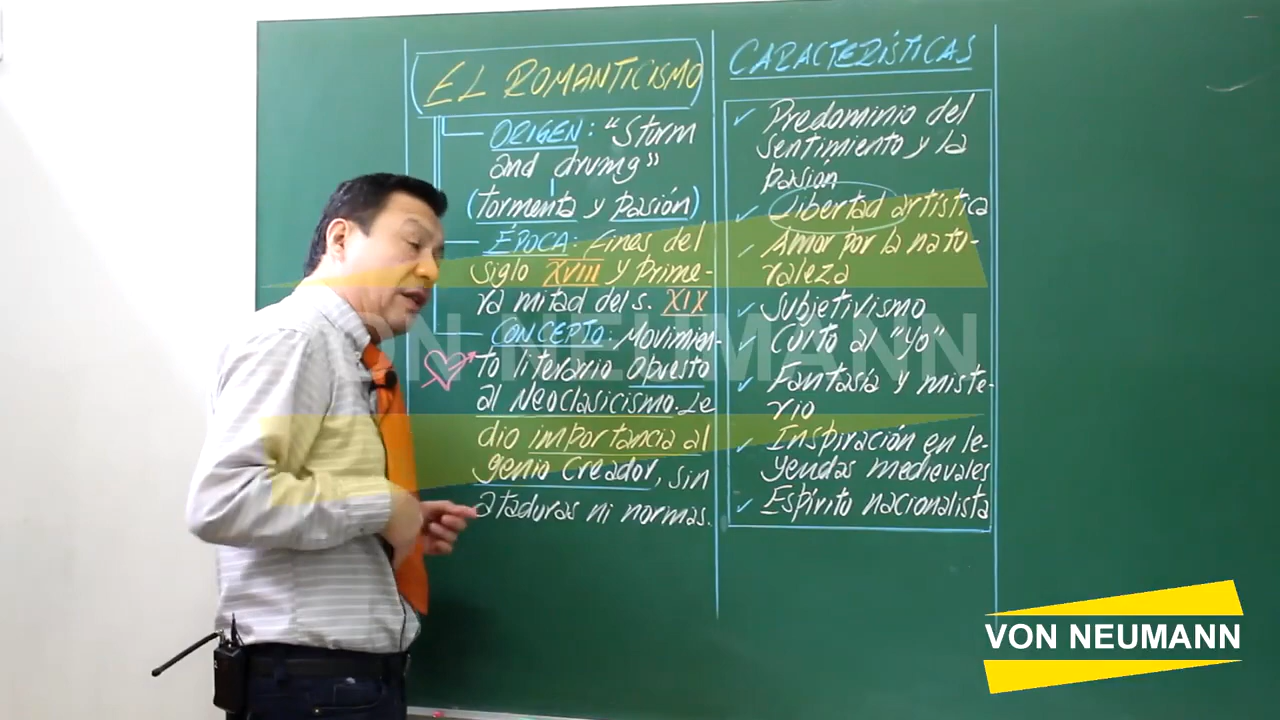 EL ROMANTICISMO
ORIGEN: "Sturm
and drumg"
(tormenta y pasión)
ÉPOCA: Fines del
siglo XVIII y prime-
ra mitad del s. XIX
CONCEPTO: Movimien-
to literario opuesto
al Neoclasicismo. Le
dio importancia al
genio creador, sin
ataduras ni normas.
CARACTERÍSTICAS
✓ Predominio del
sentimiento y la
pasión
✓ Libertad artística
✓ Amor por la natu-
raleza
✓ Subjetivismo
✓ Culto al "yo"
✓ Fantasía y miste-
rio
✓ Inspiración en le-
yendas medievales
✓ Espíritu nacionalista
VON NEUMANN
VON NEUMANN